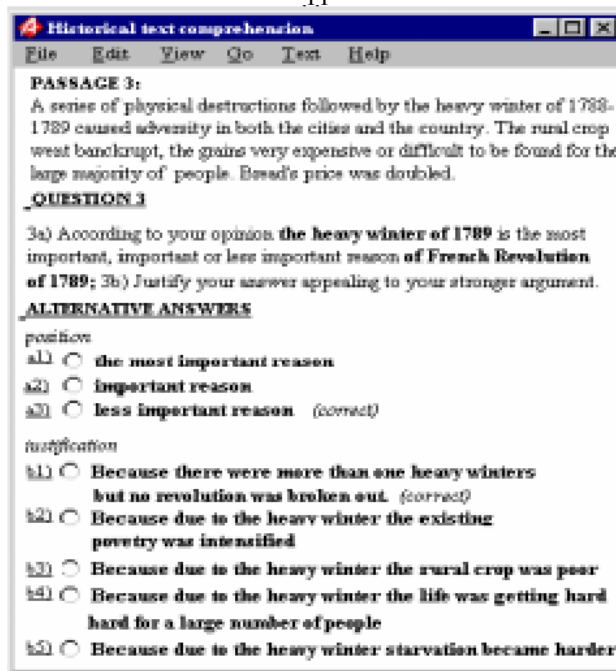 Historical text comprehension
File Edit View Go Text Help
PASSAGE 3:
A series of physical destructions followed by the heavy winter of 1788-
1789 caused adversity in both the cities and the country. The rural crop
went banckrupt, the grains very expensive or difficult to be found for the
large majority of people. Bread's price was doubled.
QUESTION 3
3a) According to your opinion the heavy winter of 1789 is the most
important, important or less important reason of French Revolution
of 1789; 3b) Justify your answer appealing to your stronger argument.
ALTERNATIVE ANSWERS
position
a1) the most important reason
a2) important reason
a3) less important reason (correct)
justification
b1) Because there were more than one heavy winters
but no revolution was broken out. (correct)
b2) Because due to the heavy winter the existing
povetry was intensified
b3) Because due to the heavy winter the rural crop was poor
b4) Because due to the heavy winter the life was getting hard
hard for a large number of people
b5) Because due to the heavy winter starvation became harder